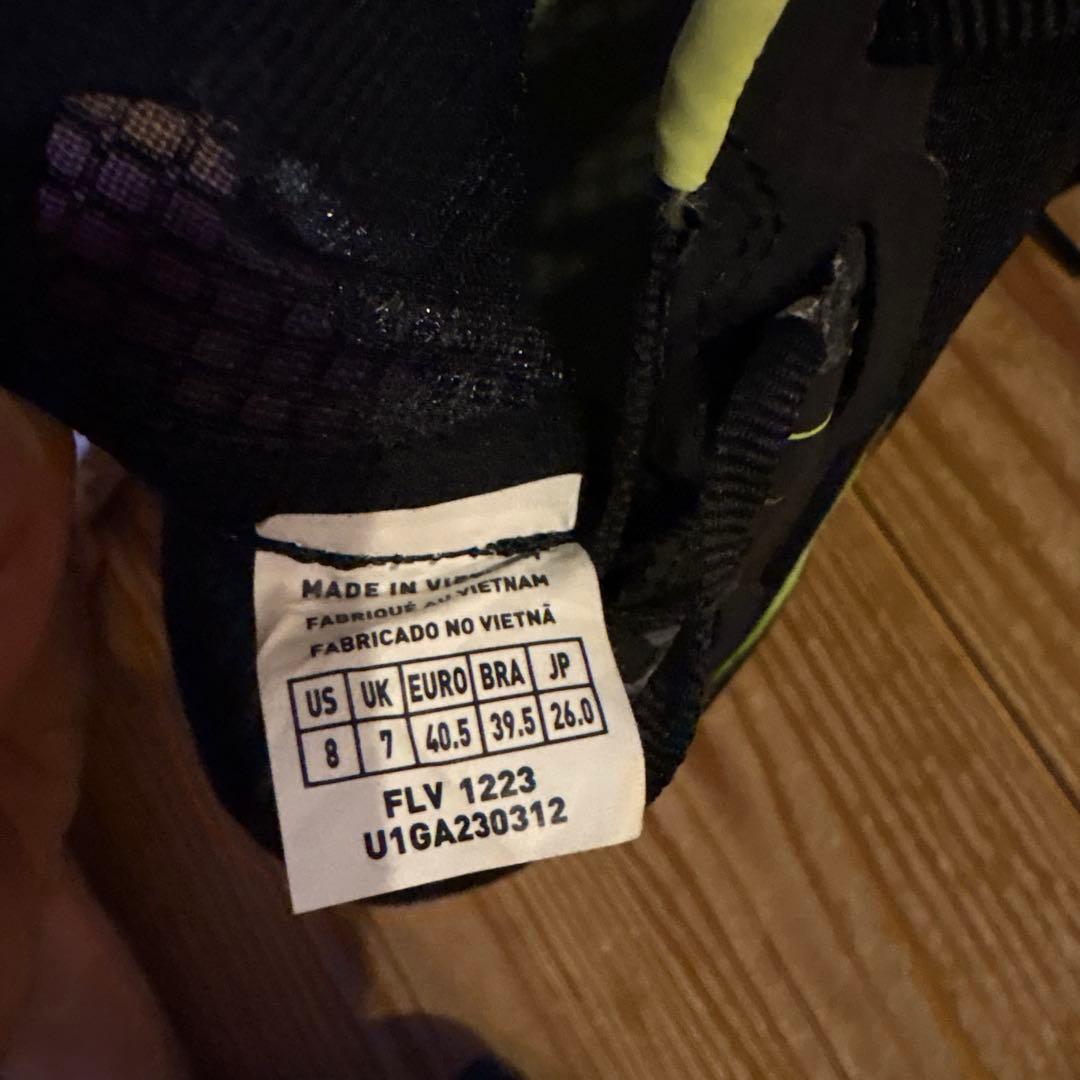 MADE IN
FABRIQUÉ AU VIETNAM
FABRICADO NO VIETNÃ
US UK EURO BRA JP
8 7 40.5 39.5 26.0
FLV 1223
U1GA230312